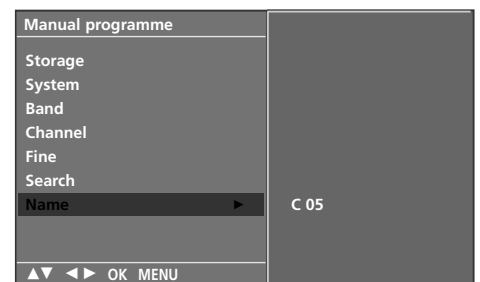 Manual programme
Storage
System
Band
Channel
Fine
Search
Name ► C 05
▲▼ ◄► OK MENU